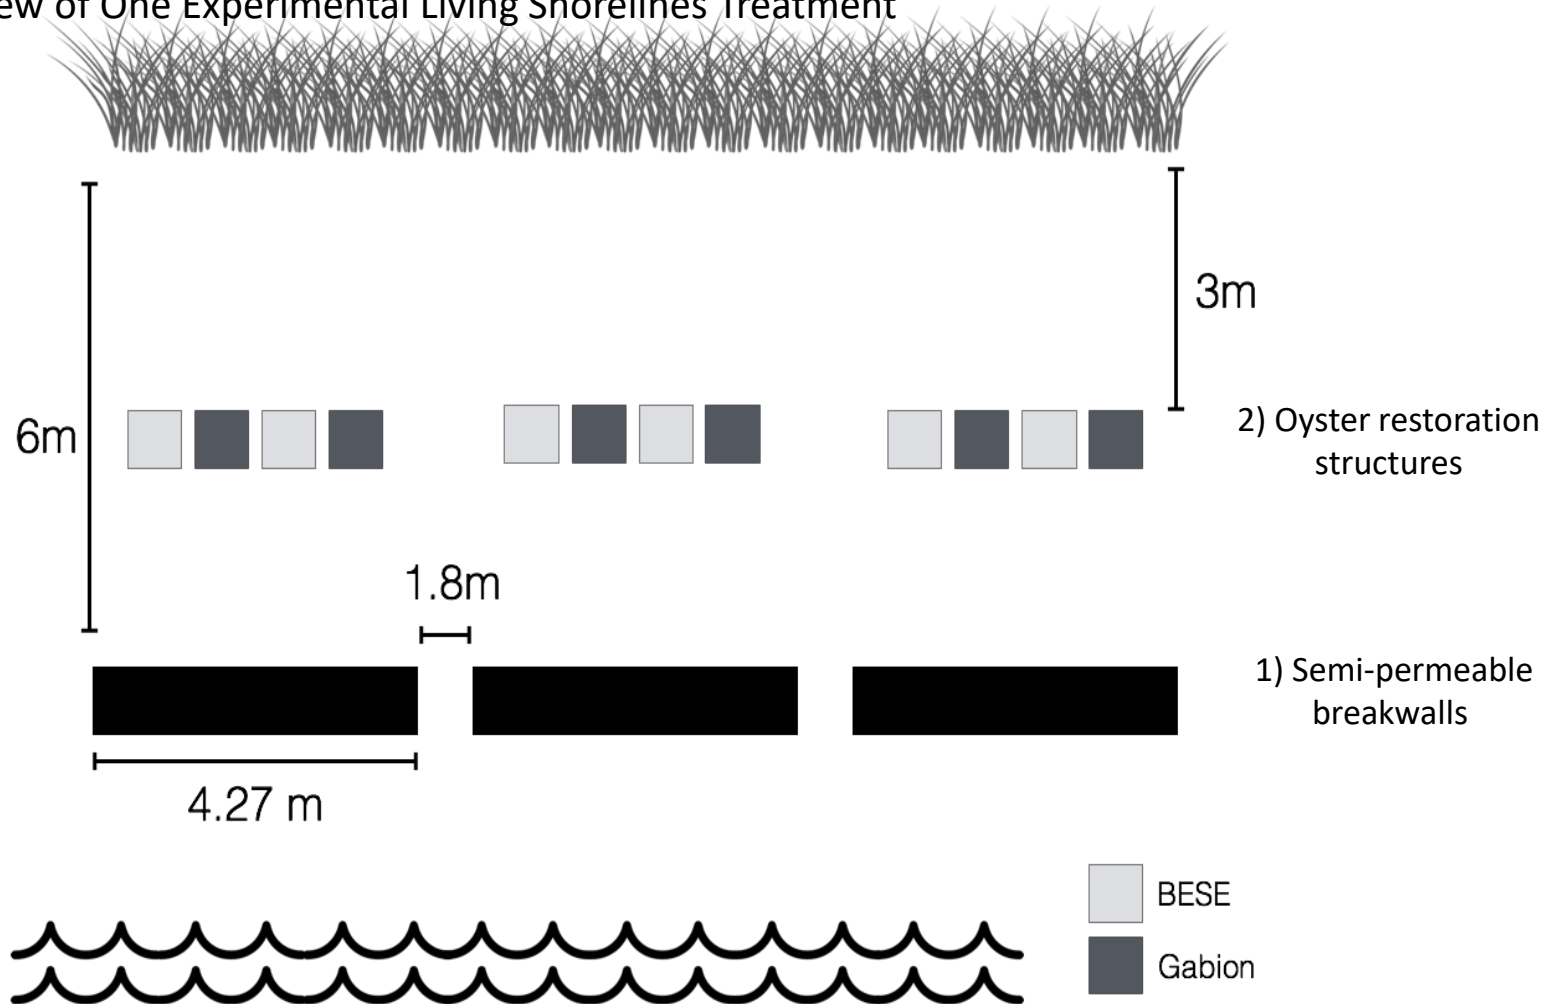 of One Experimental Living Shorelines Treatment
3m
6m
2) Oyster restoration
structures
1.8m
1) Semi-permeable
breakwalls
4.27 m
BESE
Gabion